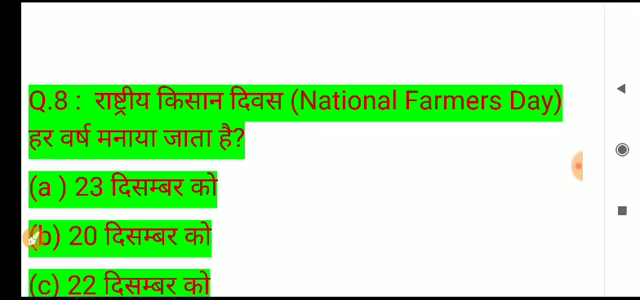 Q.8 : राष्ट्रीय किसान दिवस (National Farmers Day)
हर वर्ष मनाया जाता है?
(a ) 23 दिसम्बर को
(b) 20 दिसम्बर को
(c) 22 दिसम्बर को